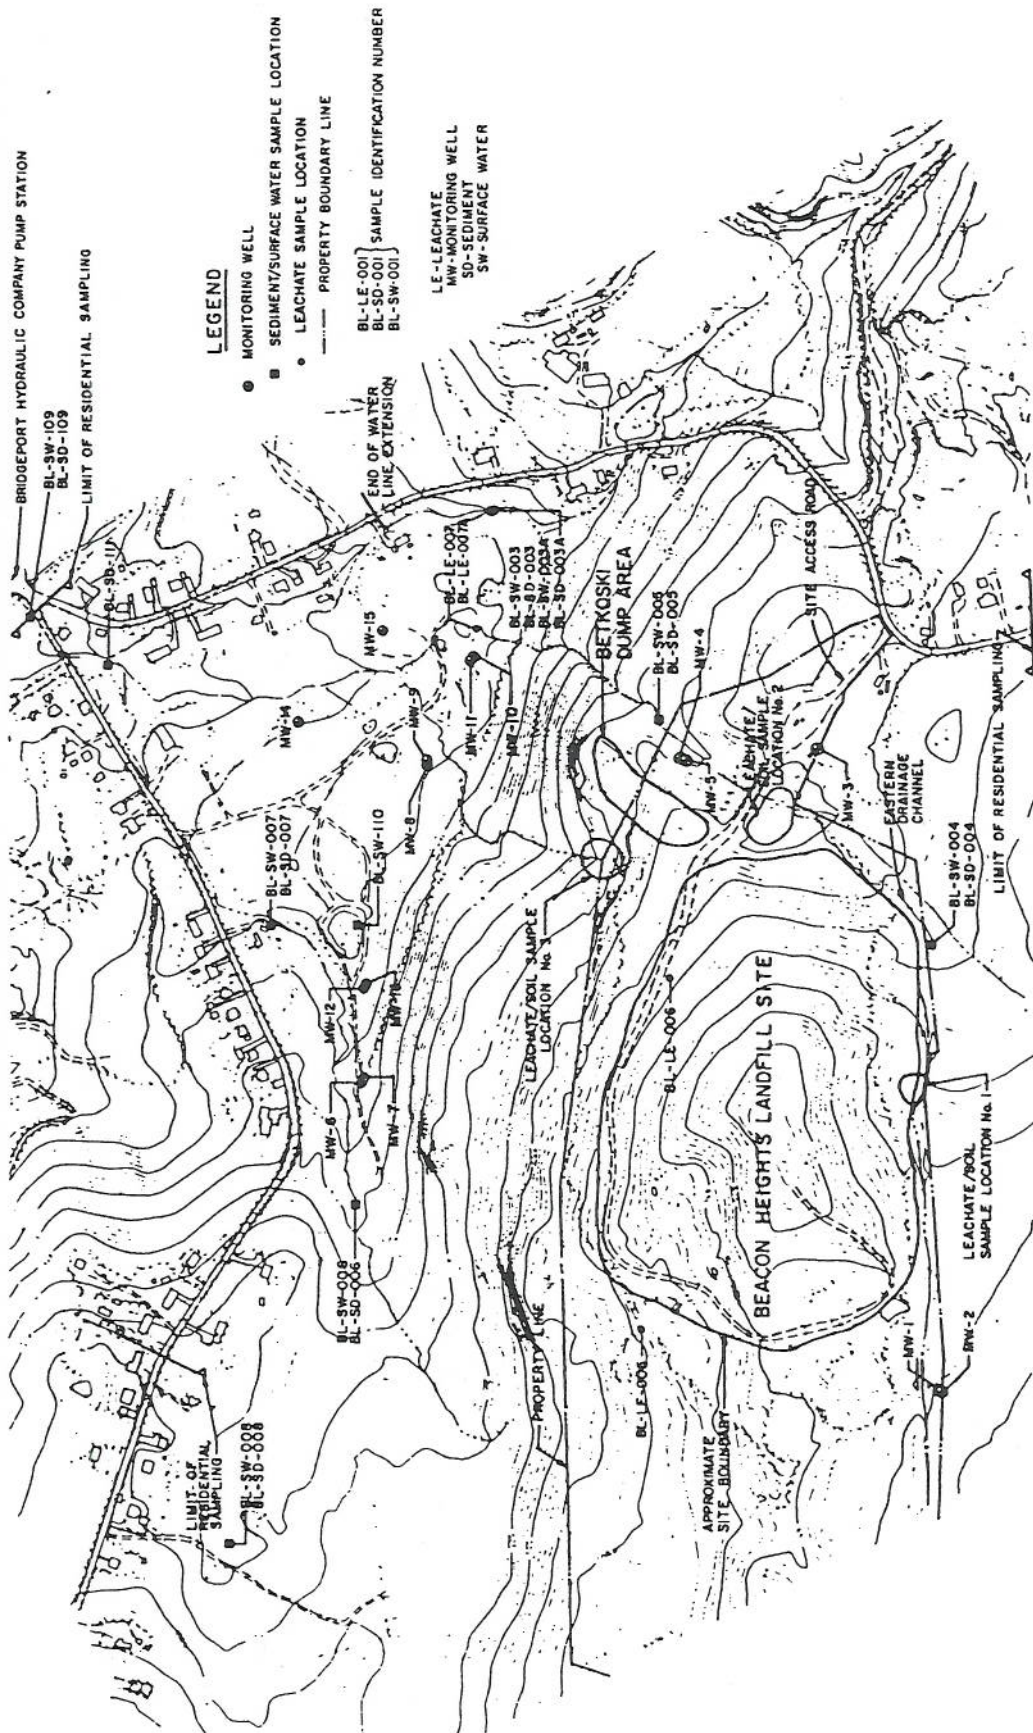 BRIDGEPORT HYDRAULIC COMPANY PUMP STATION
BL-SW-109
BL-SD-109
LIMIT OF RESIDENTIAL SAMPLING
BL-SD-111
LEGEND
MONITORING WELL
SEDIMENT/SURFACE WATER SAMPLE LOCATION
LEACHATE SAMPLE LOCATION
PROPERTY BOUNDARY LINE
BL-LE-001
BL-SD-001
BL-SW-001
SAMPLE IDENTIFICATION NUMBER
LE-LEACHATE
MW-MONITORING WELL
SD-SEDIMENT
SW-SURFACE WATER
END OF WATER
LINE EXTENSION
MW-15
MW-14
MW-9
MW-8
MW-11
MW-10
BL-LE-007
BL-LE-007A
BL-SW-003
BL-SD-003
BL-SW-003A
BL-SD-003A
BL-SW-007
BL-SD-007
BL-SW-110
MW-12
MW-6
MW-7
BL-SW-008
BL-SD-006
LIMIT OF
RESIDENTIAL
SAMPLING
BL-SW-008
BL-SD-008
BETKOSKI
DUMP AREA
BL-SD-005
MW-4
MW-5
LEACHATE/
SOIL SAMPLE
LOCATION No. 2
SITE ACCESS ROAD
MW-3
EASTERN
DRAINAGE
CHANNEL
BL-SW-004
BL-SD-004
LIMIT OF RESIDENTIAL SAMPLING
LEACHATE/SOIL SAMPLE
LOCATION No. 3
BL-LE-006
BEACON HEIGHTS LANDFILL SITE
LEACHATE/SOIL
SAMPLE LOCATION No. 1
PROPERTY LINE
BL-LE-006
APPROXIMATE
SITE BOUNDARY
MW-1
MW-2